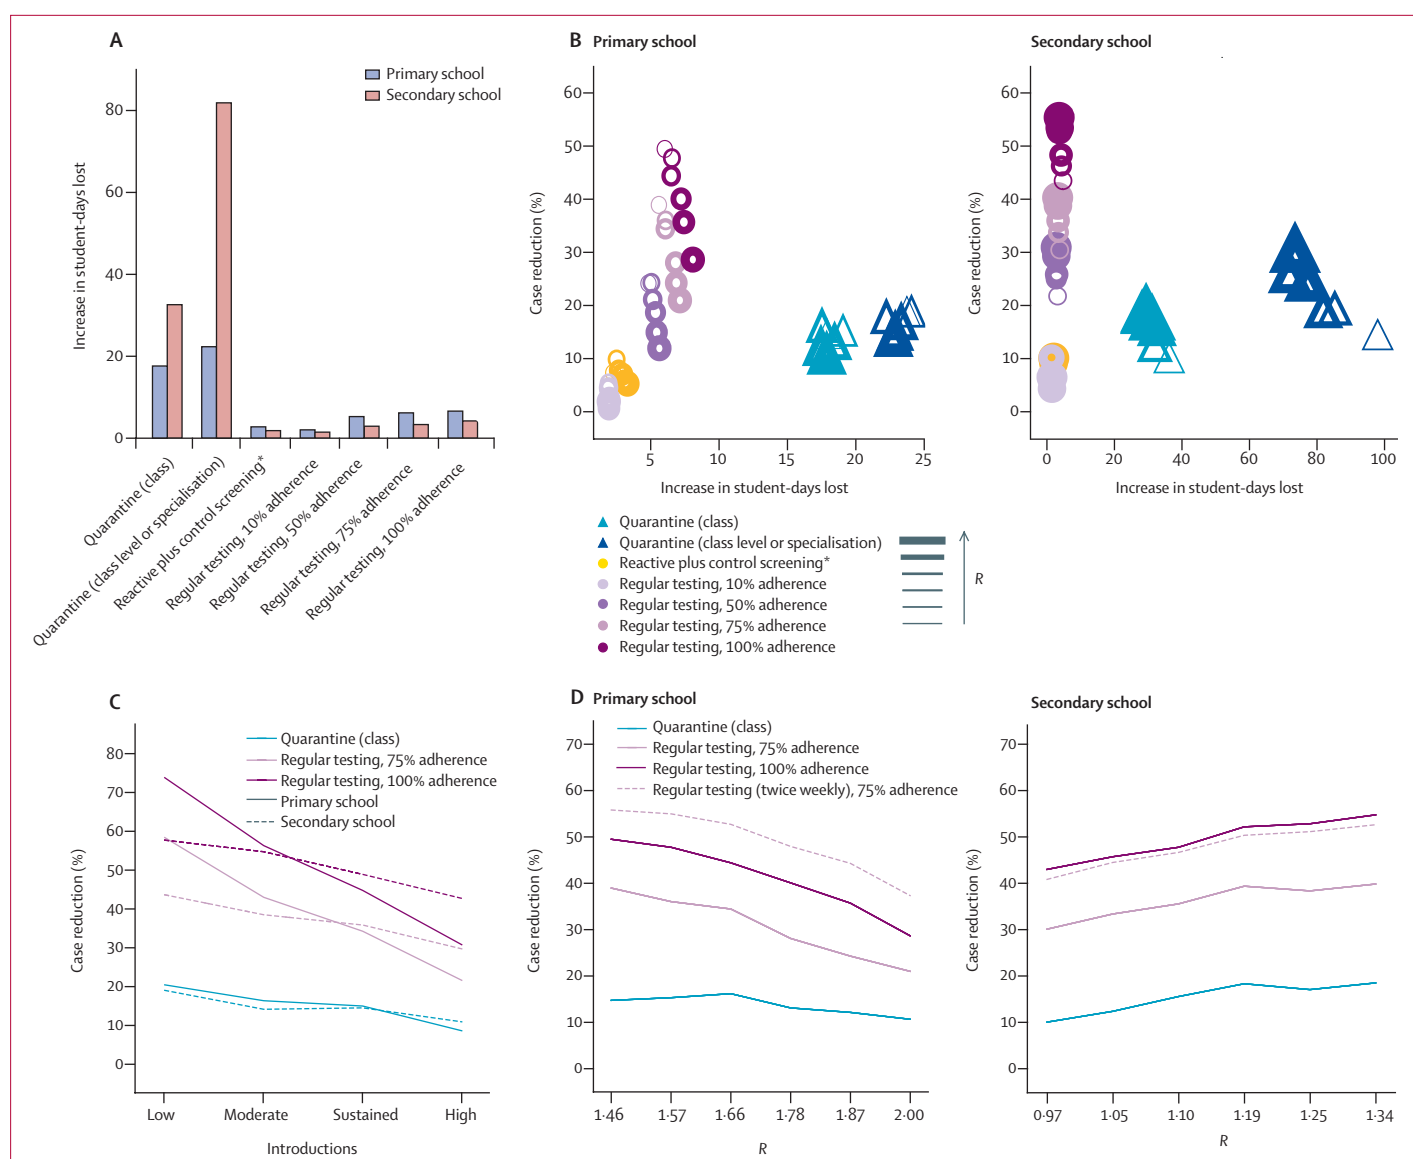 A
Primary school
Secondary school
Increase in student-days lost
80
60
40
20
0
Quarantine (class)
Quarantine (class level or specialisation)
Reactive plus control screening*
Regular testing, 10% adherence
Regular testing, 50% adherence
Regular testing, 75% adherence
Regular testing, 100% adherence
B
Primary school
Case reduction (%)
60
50
40
30
20
10
0
5
10
15
20
25
Increase in student-days lost
Secondary school
Case reduction (%)
60
50
40
30
20
10
0
0
20
40
60
80
100
Increase in student-days lost
Quarantine (class)
Quarantine (class level or specialisation)
Reactive plus control screening*
Regular testing, 10% adherence
Regular testing, 50% adherence
Regular testing, 75% adherence
Regular testing, 100% adherence
R
C
Quarantine (class)
Regular testing, 75% adherence
Regular testing, 100% adherence
Primary school
Secondary school
Case reduction (%)
80
70
60
50
40
30
20
10
0
Low
Moderate
Sustained
High
Introductions
D
Primary school
Quarantine (class)
Regular testing, 75% adherence
Regular testing, 100% adherence
Regular testing (twice weekly), 75% adherence
Case reduction (%)
70
60
50
40
30
20
10
0
1·46
1·57
1·66
1·78
1·87
2·00
R
Secondary school
Case reduction (%)
70
60
50
40
30
20
10
0
0·97
1·05
1·10
1·19
1·25
1·34
R